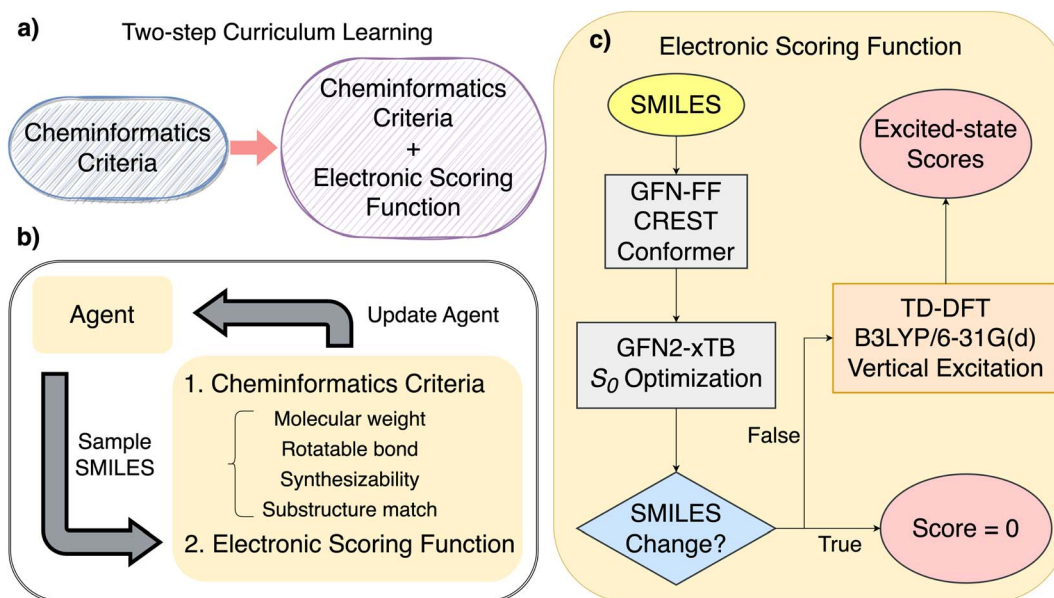 a)
Two-step Curriculum Learning
Cheminformatics
Criteria
Cheminformatics
Criteria
+
Electronic Scoring
Function
b)
Agent
Update Agent
Sample
SMILES
1. Cheminformatics Criteria
Molecular weight
Rotatable bond
Synthesizability
Substructure match
2. Electronic Scoring Function
c)
Electronic Scoring Function
SMILES
GFN-FF
CREST
Conformer
GFN2-xTB
S0 Optimization
SMILES
Change?
False
True
TD-DFT
B3LYP/6-31G(d)
Vertical Excitation
Excited-state
Scores
Score = 0